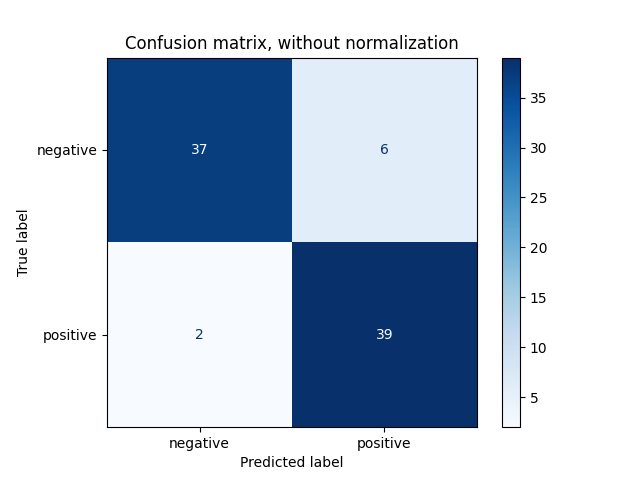 Confusion matrix, without normalization
True label
negative
37
6
positive
2
39
negative
positive
Predicted label
35
30
25
20
15
10
5